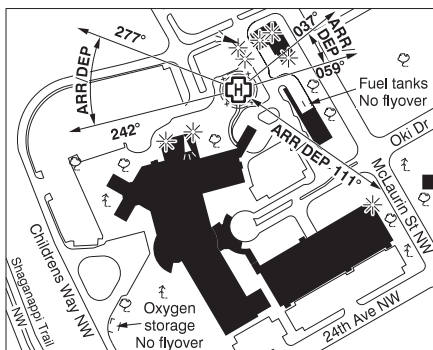 277°
037°
ARR/DEP
ARR/
DEP
059°
Fuel tanks
No flyover
H
242°
Oki Dr
ARR/DEP 111°
McLaurin St NW
Childrens Way NW
Shaganappi Trail
NW
Oxygen
storage
No flyover
24th Ave NW